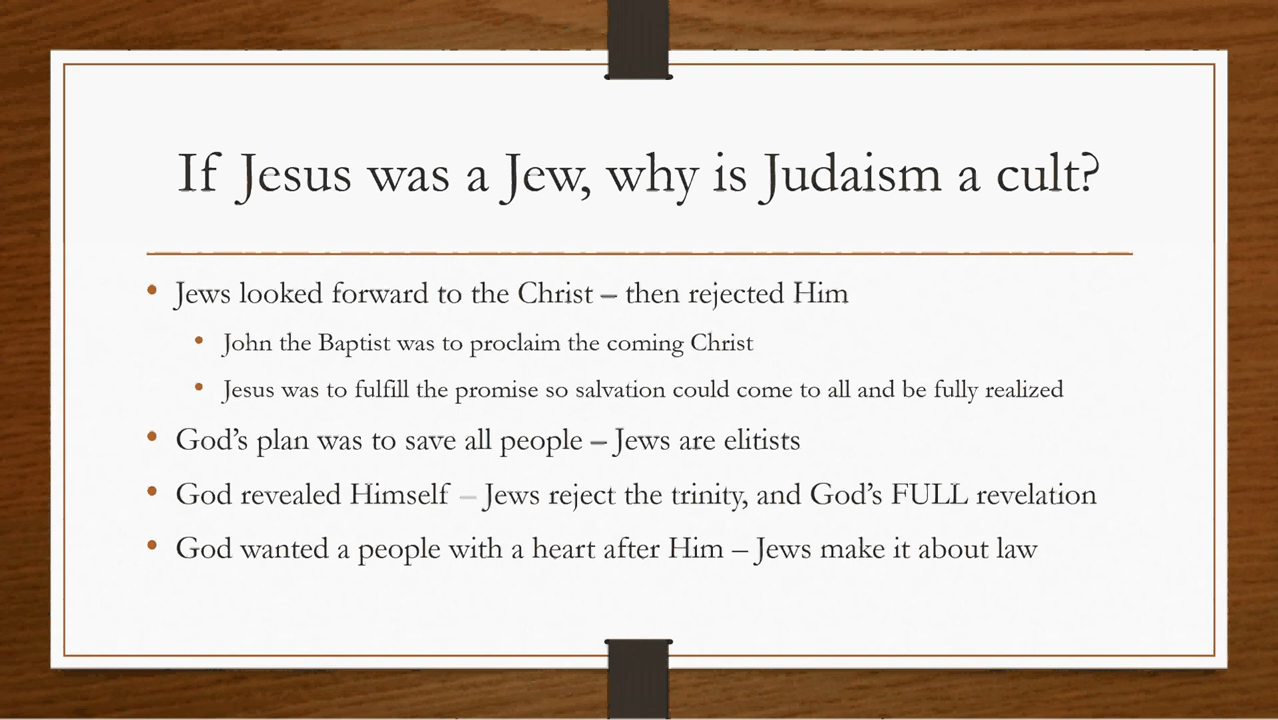 If Jesus was a Jew, why is Judaism a cult?
• Jews looked forward to the Christ – then rejected Him
• John the Baptist was to proclaim the coming Christ
• Jesus was to fulfill the promise so salvation could come to all and be fully realized
• God's plan was to save all people – Jews are elitists
• God revealed Himself – Jews reject the trinity, and God's FULL revelation
• God wanted a people with a heart after Him – Jews make it about law